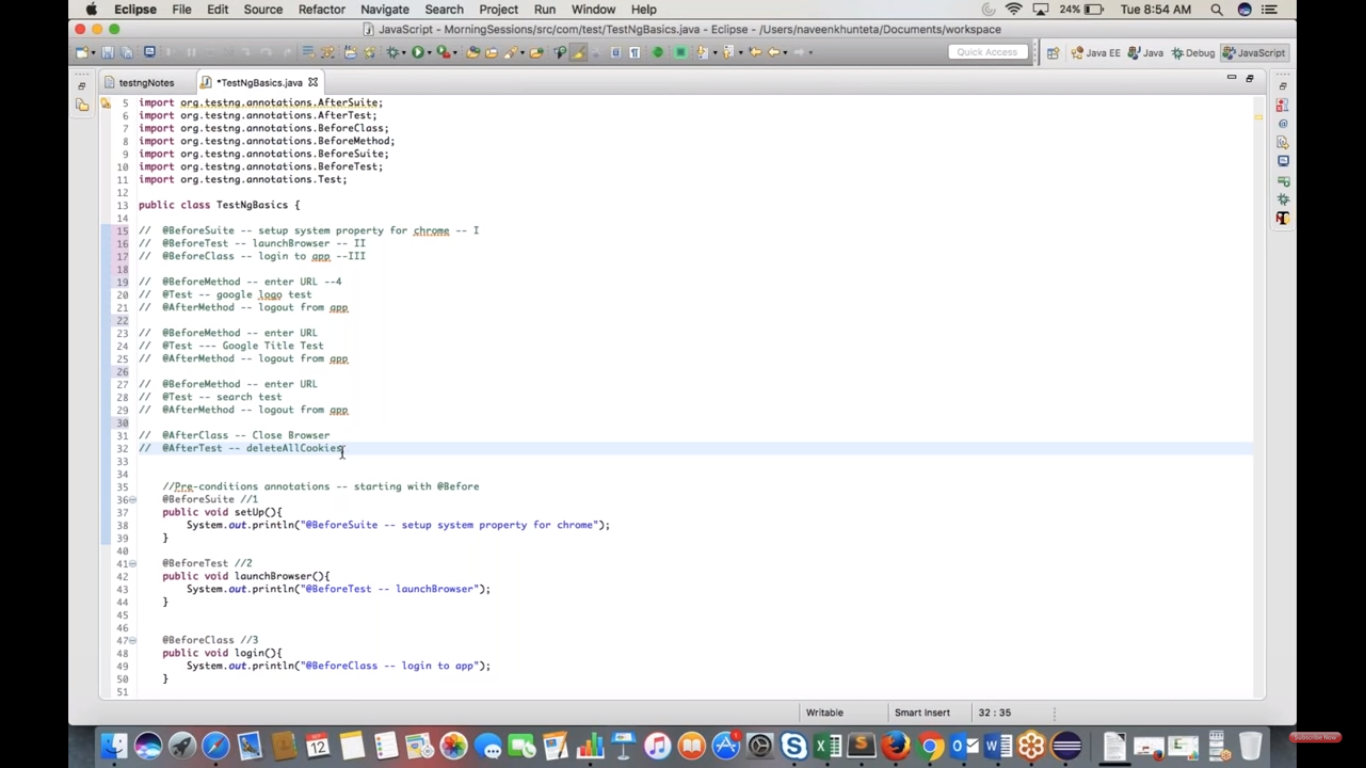 Eclipse File Edit Source Refactor Navigate Search Project Run Window Help 24% Tue 8:54 AM
JavaScript - MorningSessions/src/com/test/TestNgBasics.java - Eclipse - /Users/naveenkhunteta/Documents/workspace
Quick Access Java EE Java Debug JavaScript
testngNotes *TestNgBasics.java
5 import org.testng.annotations.AfterSuite;
6 import org.testng.annotations.AfterTest;
7 import org.testng.annotations.BeforeClass;
8 import org.testng.annotations.BeforeMethod;
9 import org.testng.annotations.BeforeSuite;
10 import org.testng.annotations.BeforeTest;
11 import org.testng.annotations.Test;
12
13 public class TestNgBasics {
14
15 // @BeforeSuite -- setup system property for chrome -- I
16 // @BeforeTest -- launchBrowser -- II
17 // @BeforeClass -- login to app --III
18
19 // @BeforeMethod -- enter URL --4
20 // @Test -- google logo test
21 // @AfterMethod -- logout from app
22
23 // @BeforeMethod -- enter URL
24 // @Test --- Google Title Test
25 // @AfterMethod -- logout from app
26
27 // @BeforeMethod -- enter URL
28 // @Test -- search test
29 // @AfterMethod -- logout from app
30
31 // @AfterClass -- Close Browser
32 // @AfterTest -- deleteAllCookies
33
34
35 //Pre-conditions annotations -- starting with @Before
36 @BeforeSuite //1
37 public void setUp(){
38 System.out.println("@BeforeSuite -- setup system property for chrome");
39 }
40
41 @BeforeTest //2
42 public void launchBrowser(){
43 System.out.println("@BeforeTest -- launchBrowser");
44 }
45
46
47 @BeforeClass //3
48 public void login(){
49 System.out.println("@BeforeClass -- login to app");
50 }
51
Writable Smart Insert 32 : 35
12
Subscribe Now